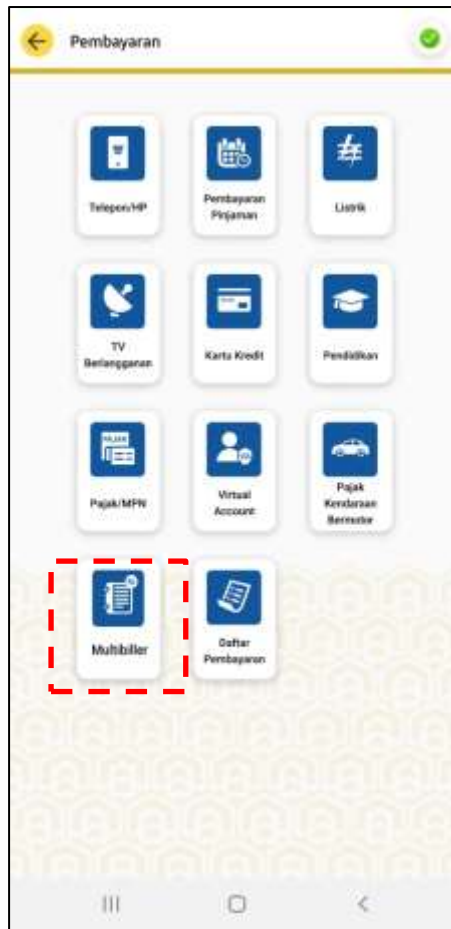 Pembayaran
Telepon/HP
Pembayaran
Pinjaman
Listrik
TV
Berlangganan
Kartu Kredit
Pendidikan
PAJAK
Pajak/MPN
Virtual
Account
Pajak
Kendaraan
Bermotor
Multibiller
Daftar
Pembayaran